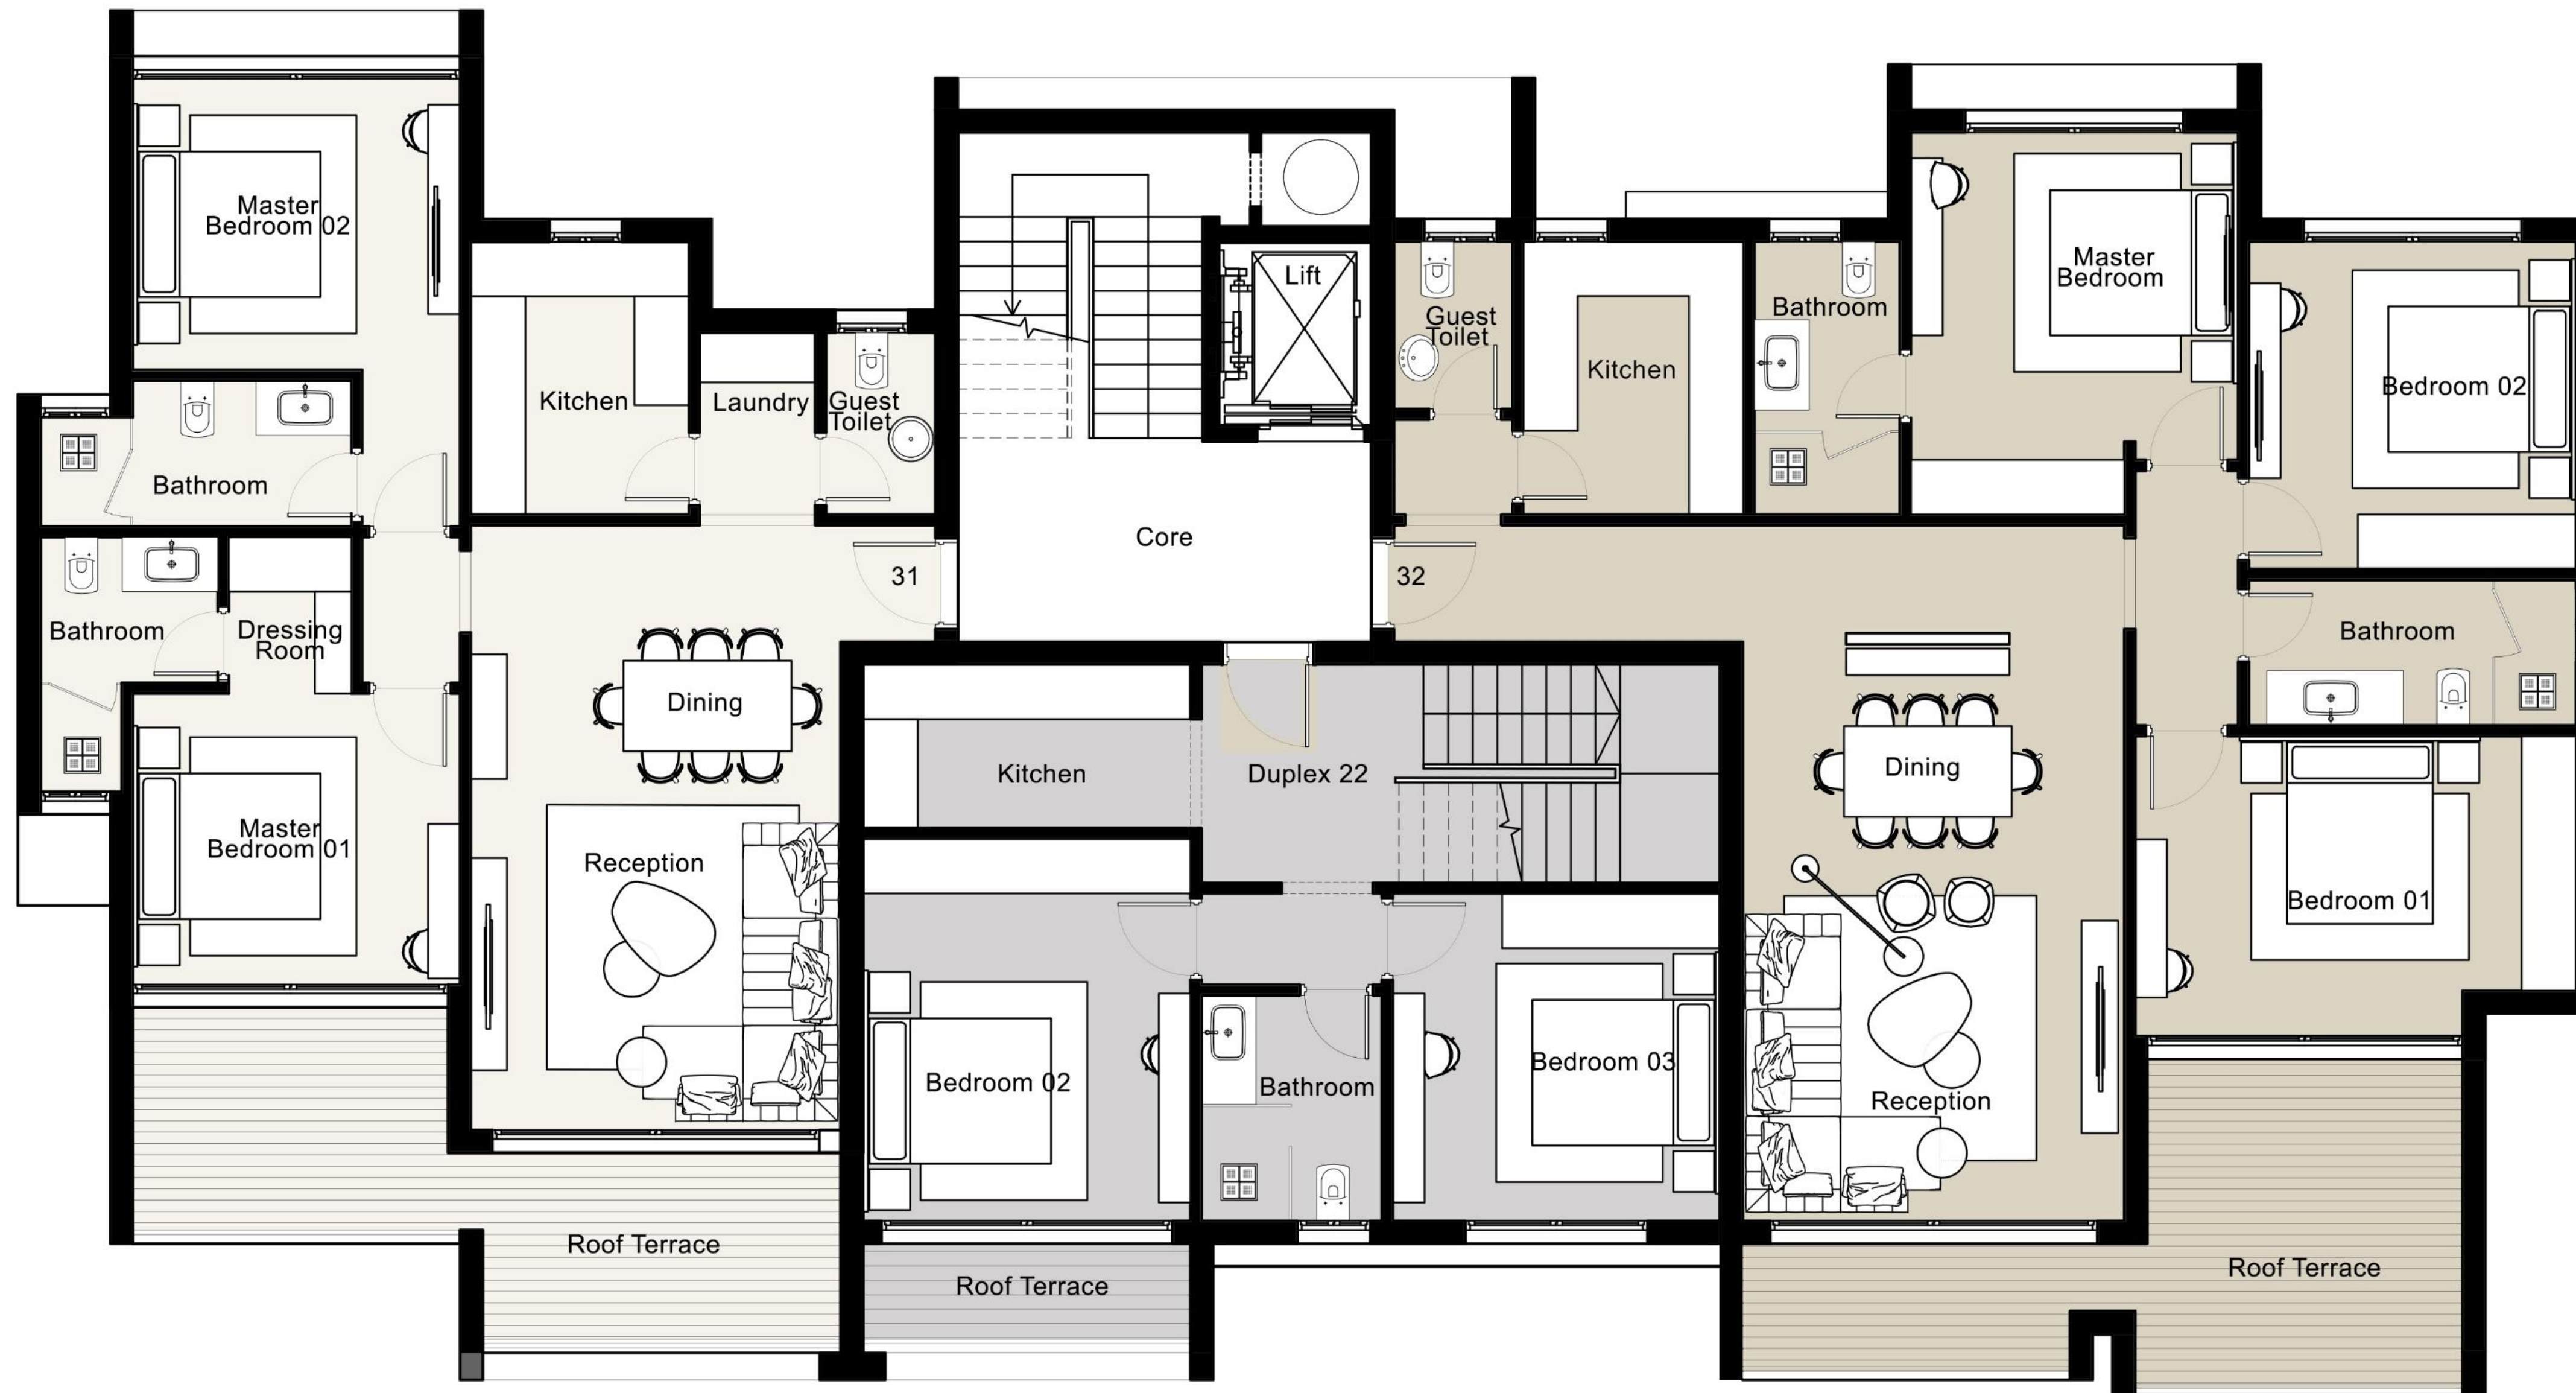 Master
Bedroom 02
Bathroom
Bathroom
Dressing
Room
Master
Bedroom 01
Kitchen
Laundry
Guest
Toilet
31
Dining
Reception
Roof Terrace
Lift
Core
Kitchen
Duplex 22
Bedroom 02
Bathroom
Bedroom 03
Roof Terrace
Guest
Toilet
Kitchen
Bathroom
Master
Bedroom
Bedroom 02
32
Bathroom
Dining
Bedroom 01
Reception
Roof Terrace